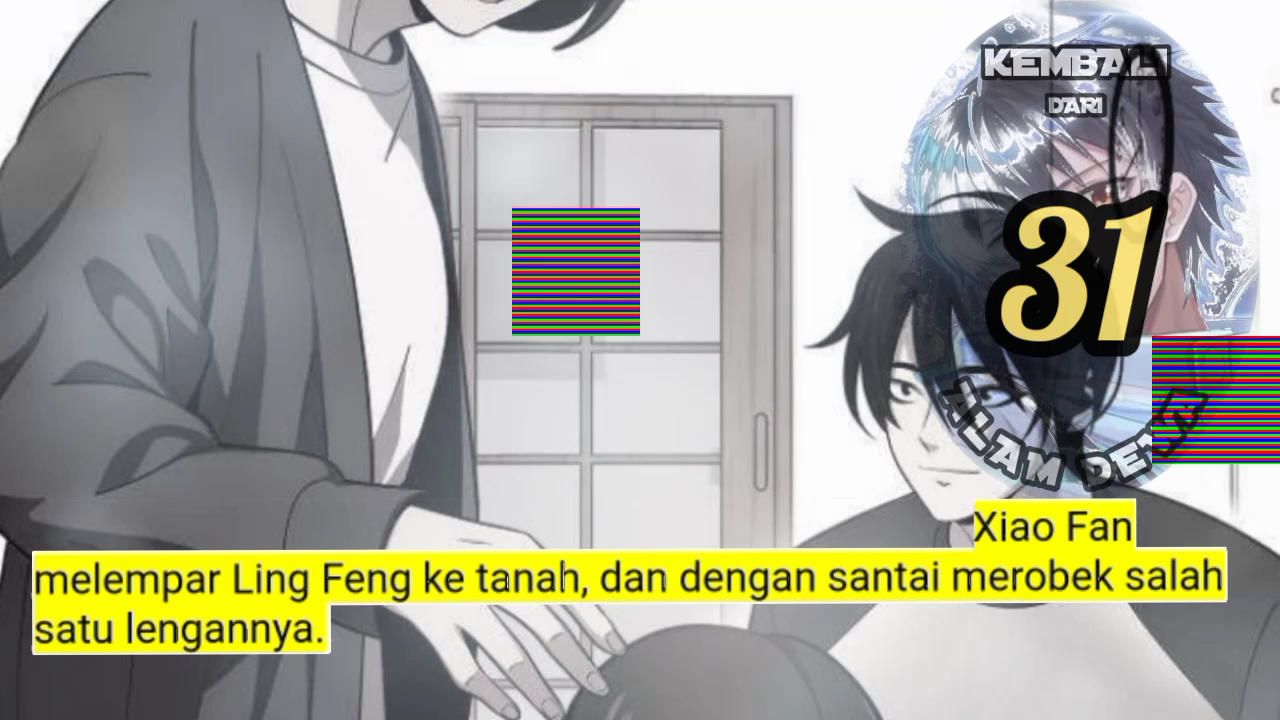 KEMBALI
DARI
31
ALAM DEWA
Xiao Fan
melempar Ling Feng ke tanah, dan dengan santai merobek salah
satu lengannya.